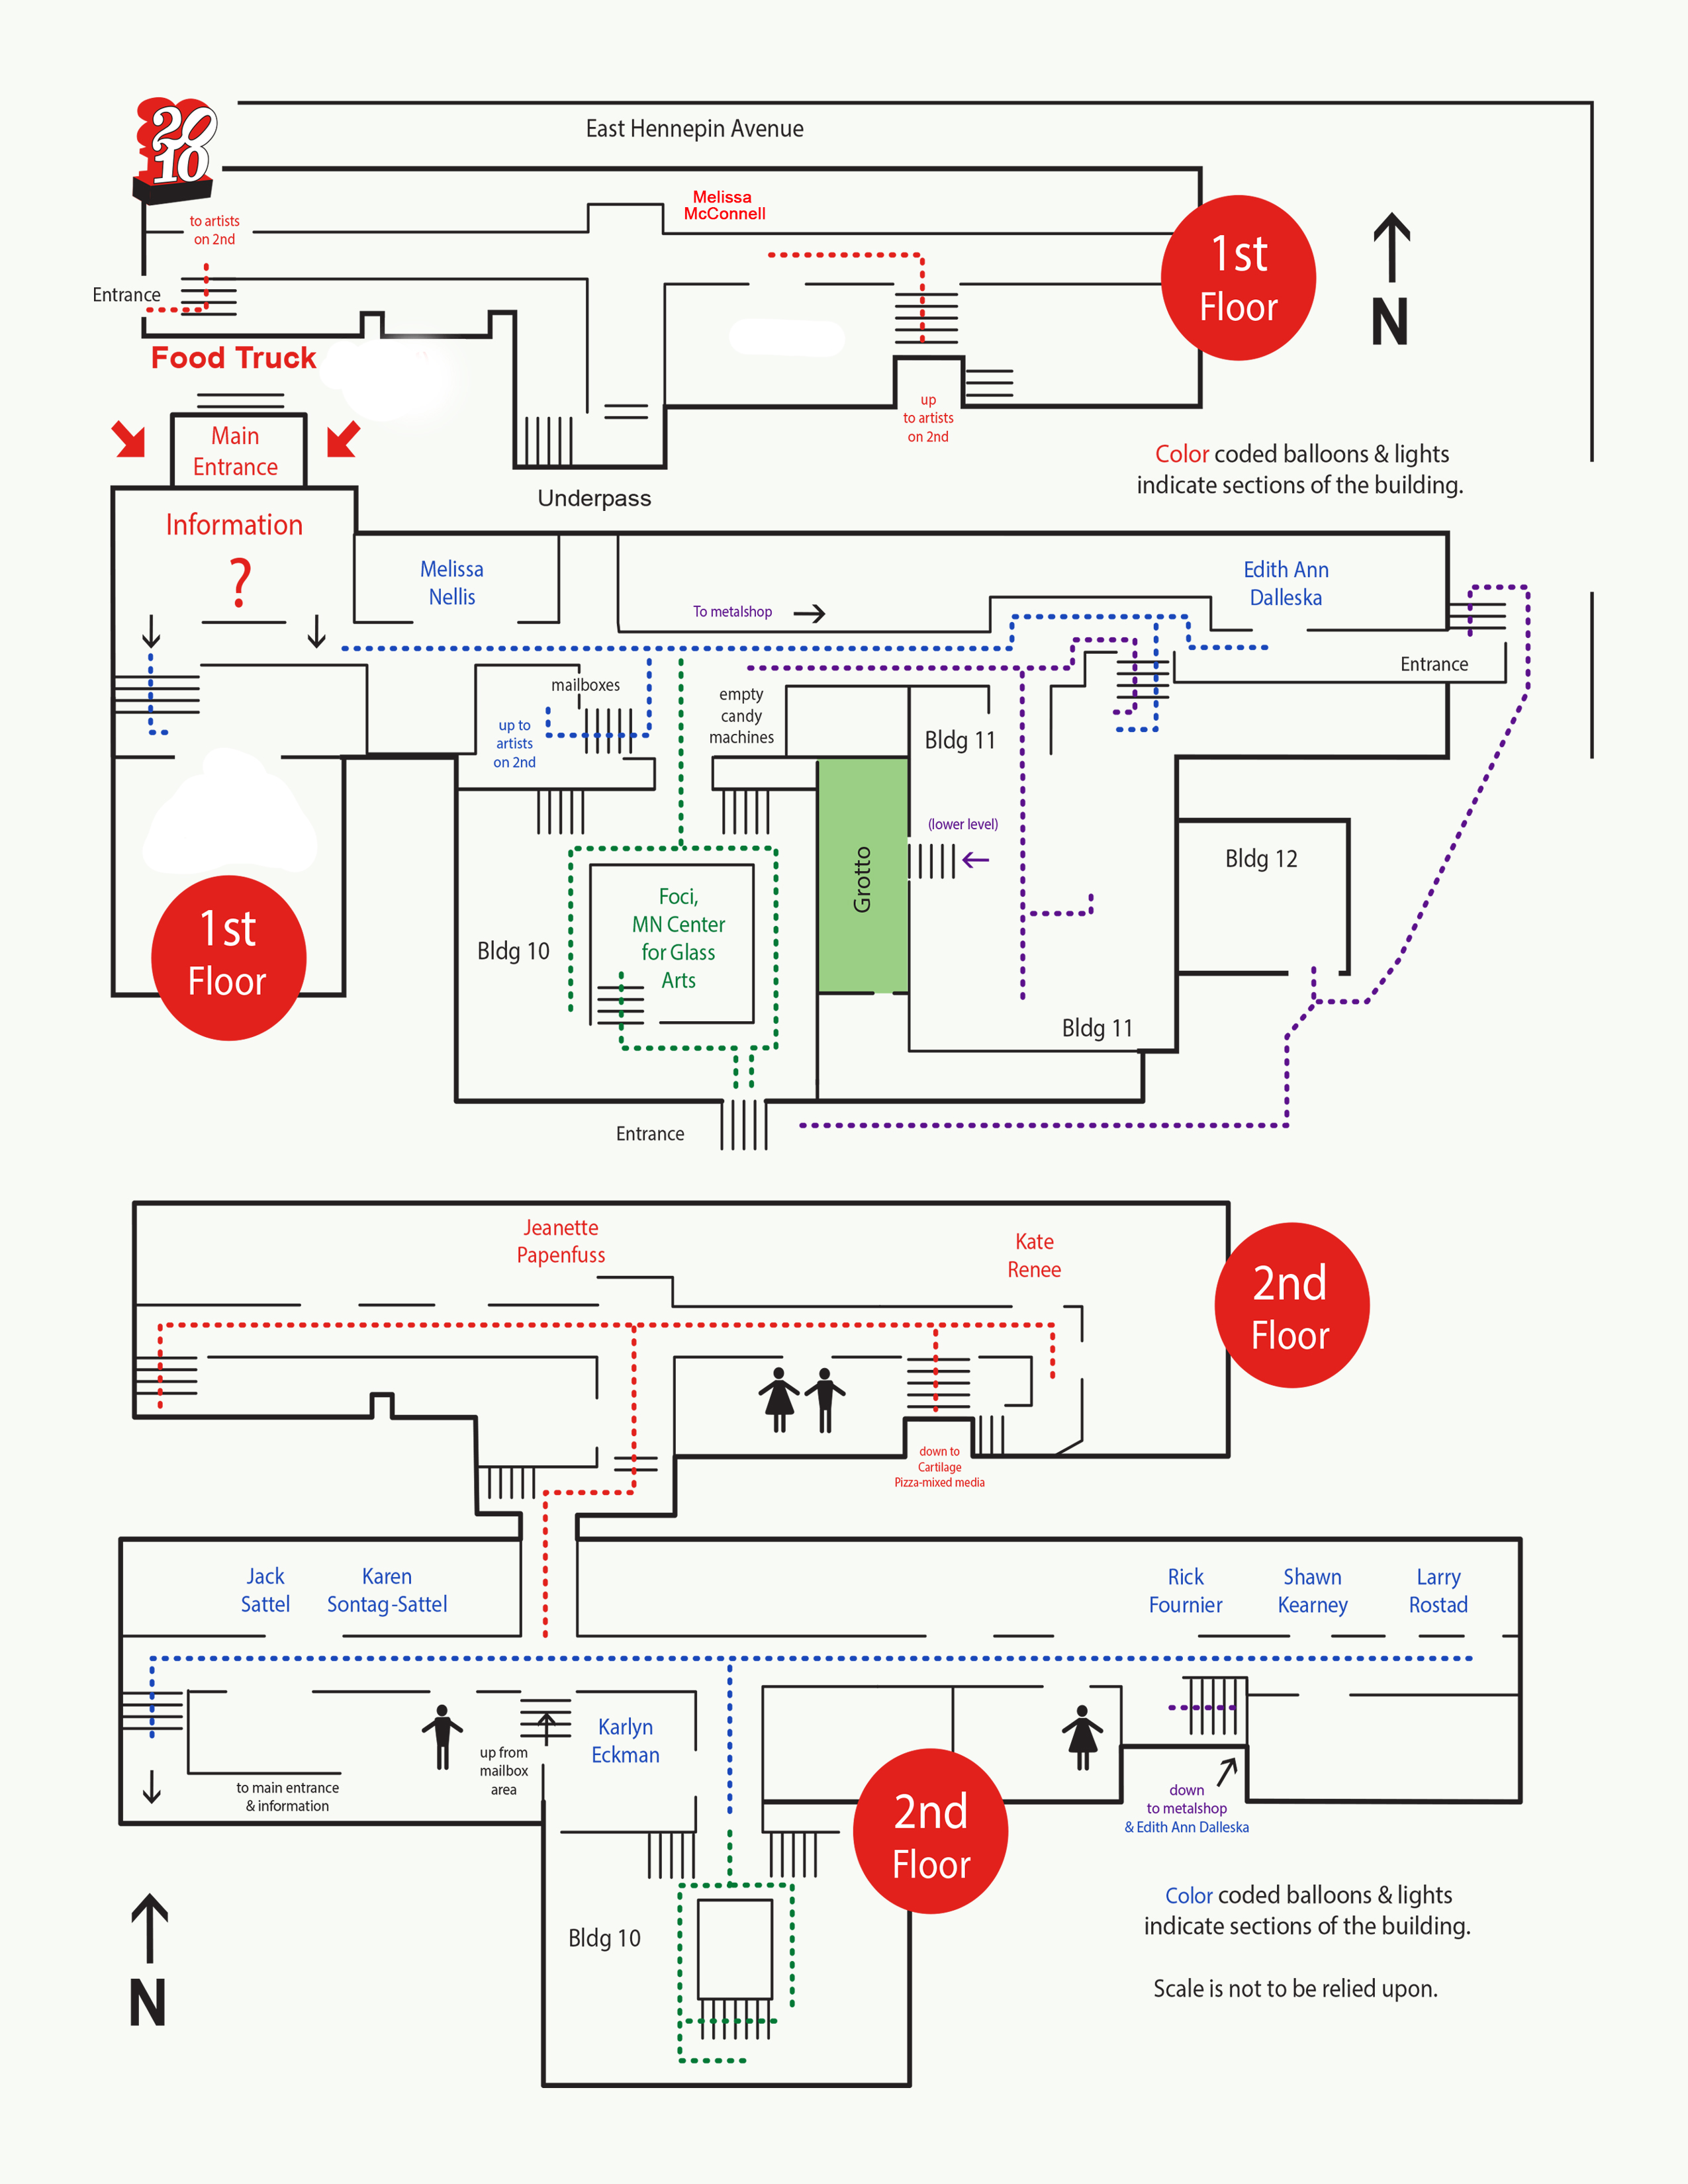 20
10
East Hennepin Avenue
Melissa
McConnell
to artists
on 2nd
1st
Floor
Entrance
N
Food Truck
up
to artists
on 2nd
Main
Entrance
Color coded balloons & lights
indicate sections of the building.
Underpass
Information
?
Melissa
Nellis
Edith Ann
Dalleska
To metalshop
Entrance
mailboxes
empty
candy
machines
up to
artists
on 2nd
Bldg 11
(lower level)
Grotto
Bldg 12
1st
Floor
Foci,
MN Center
for Glass
Arts
Bldg 10
Bldg 11
Entrance
Jeanette
Papenfuss
Kate
Renee
2nd
Floor
down to
Cartilage
Pizza-mixed media
Jack
Sattel
Karen
Sontag-Sattel
Rick
Fournier
Shawn
Kearney
Larry
Rostad
Karlyn
Eckman
up from
mailbox
area
to main entrance
& information
down
to metalshop
& Edith Ann Dalleska
2nd
Floor
Color coded balloons & lights
indicate sections of the building.
Bldg 10
Scale is not to be relied upon.
N